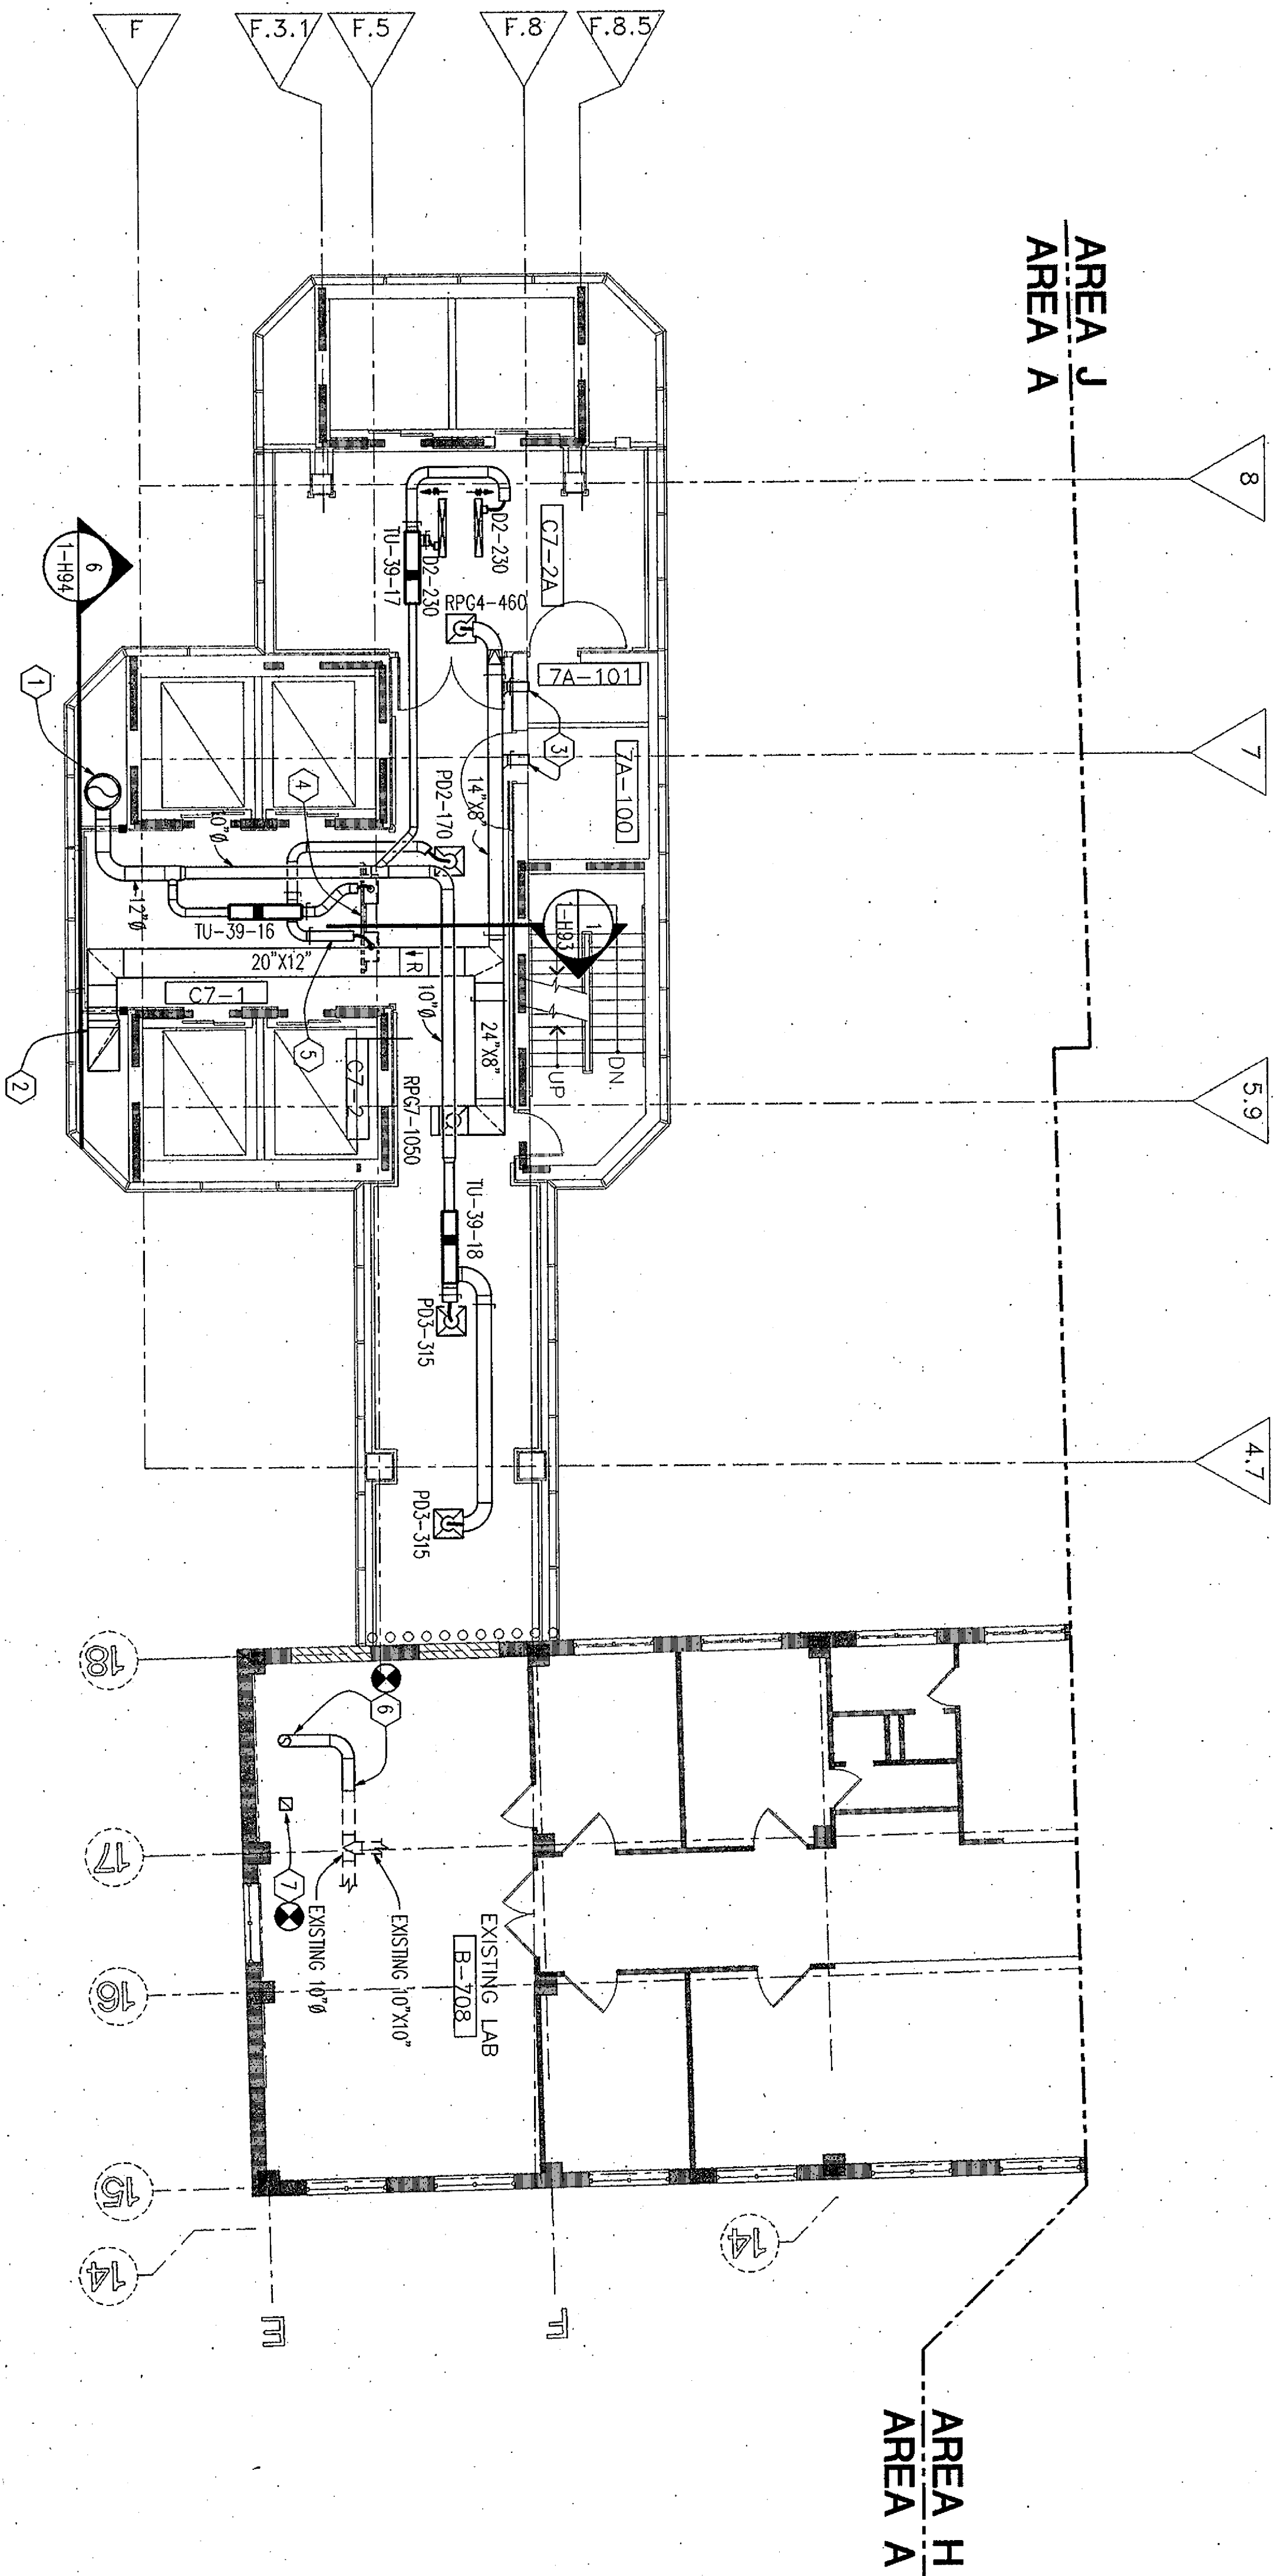 F
F.3.1
F.5
F.8
F.8.5
AREA J
AREA A
8
7
5.9
4.7
C7-2A
D2-230
D2-230
TU-39-17
RPG4-460
7A-101
7A-100
3
6
1-H94
1
4
PD2-170
14"X8"
10"Ø
12"Ø
TU-39-16
20"X12"
R
1
1-H93
DN
UP
C7-1
10"Ø
24"X8"
5
2
C7-2
RPG7-1050
TU-39-18
PD3-315
PD3-315
18
6
17
7
EXISTING 10"Ø
EXISTING 10"X10"
EXISTING LAB
B-708
16
15
14
14
E
F
AREA H
AREA A